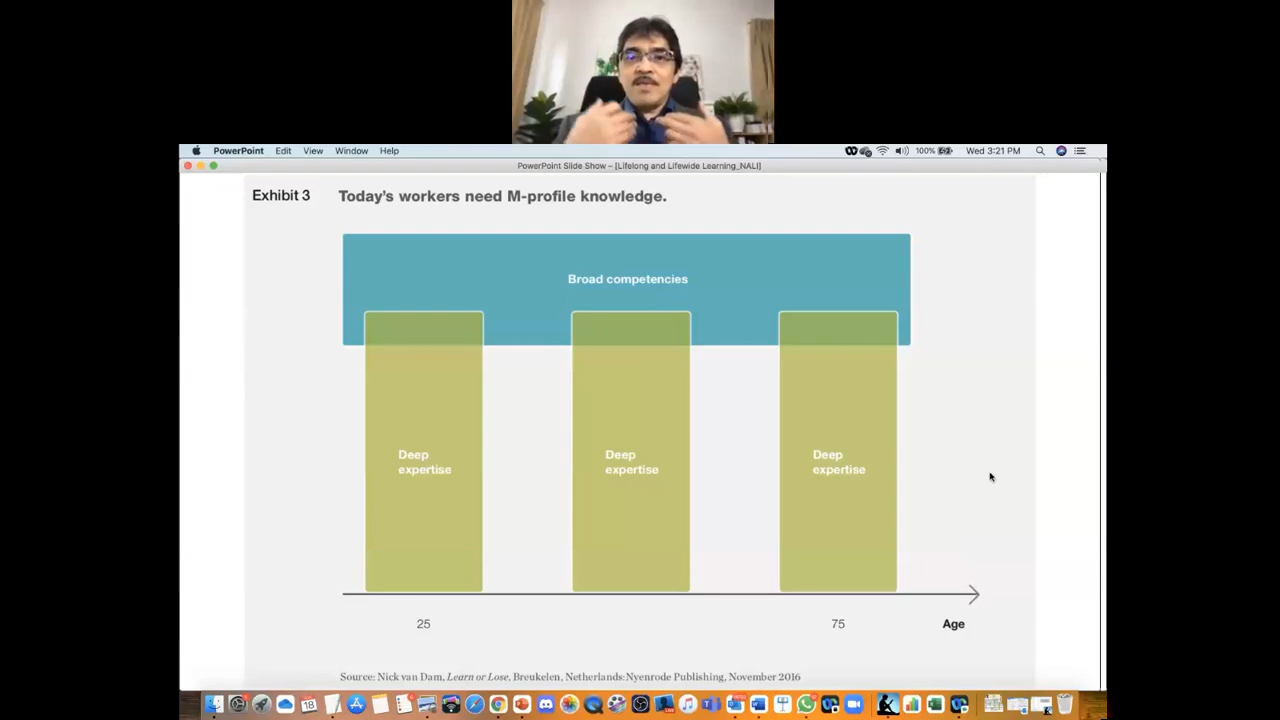 PowerPoint Edit View Window Help 100% Wed 3:21 PM
PowerPoint Slide Show – [Lifelong and Lifewide Learning_NALI]
Exhibit 3 Today's workers need M-profile knowledge.
Broad competencies
Deep
expertise
Deep
expertise
Deep
expertise
25 75 Age
Source: Nick van Dam, Learn or Lose, Breukelen, Netherlands:Nyenrode Publishing, November 2016
18